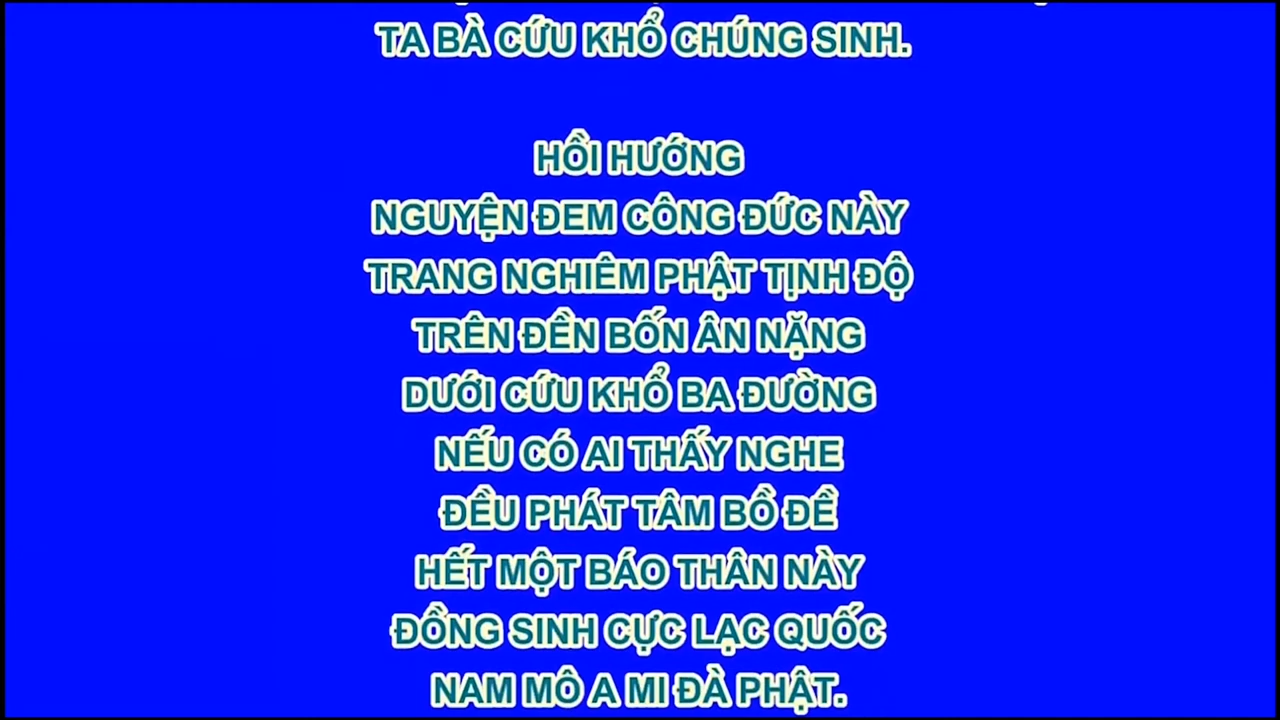 TA BÀ CỨU KHỔ CHÚNG SINH.
HỒI HƯỚNG
NGUYỆN ĐEM CÔNG ĐỨC NÀY
TRANG NGHIÊM PHẬT TỊNH ĐỘ
TRÊN ĐỀN BỐN ÂN NẶNG
DƯỚI CỨU KHỔ BA ĐƯỜNG
NẾU CÓ AI THẤY NGHE
ĐỀU PHÁT TÂM BỒ ĐỀ
HẾT MỘT BÁO THÂN NÀY
ĐỒNG SINH CỰC LẠC QUỐC
NAM MÔ A MI ĐÀ PHẬT.